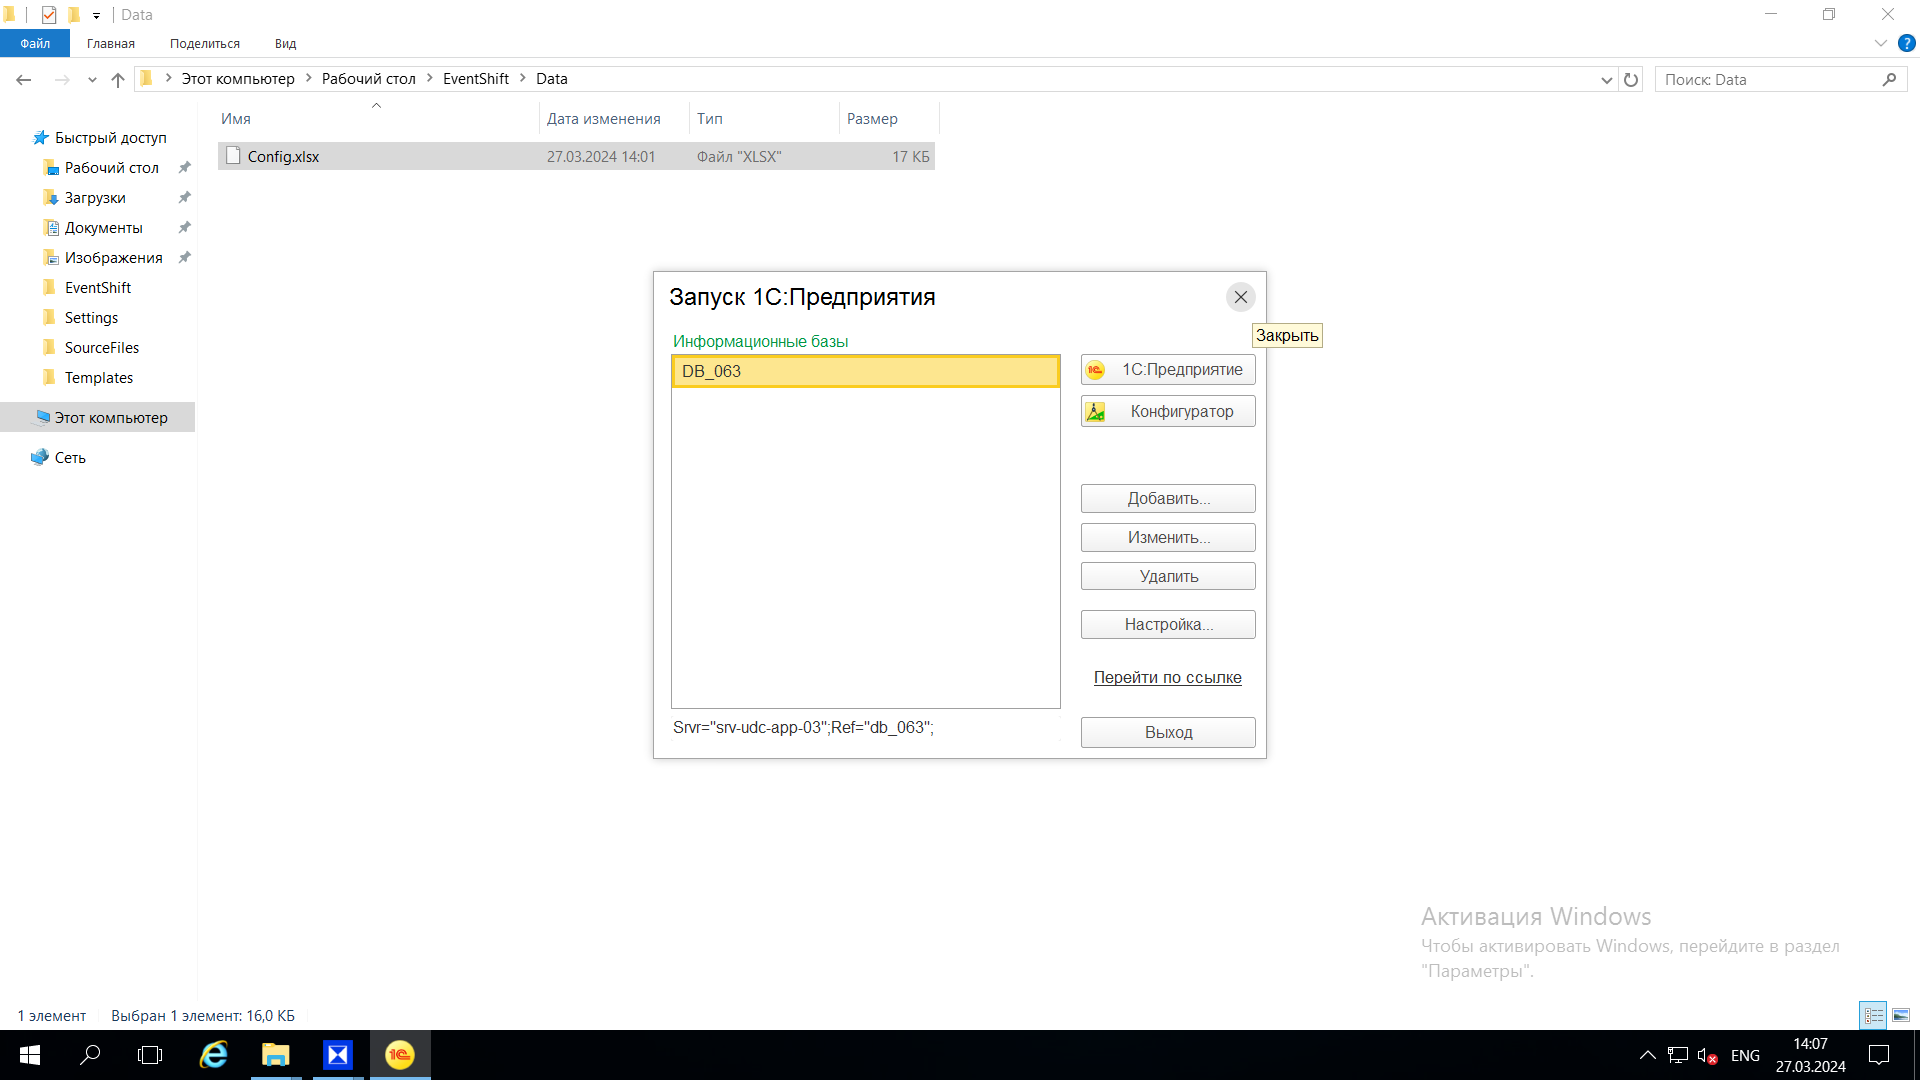 Data
Файл Главная Поделиться Вид
Этот компьютер Рабочий стол EventShift Data
Поиск: Data
Имя Дата изменения Тип Размер
Config.xlsx 27.03.2024 14:01 Файл "XLSX" 17 КБ
Быстрый доступ
Рабочий стол
Загрузки
Документы
Изображения
EventShift
Settings
SourceFiles
Templates
Этот компьютер
Сеть
Запуск 1С:Предприятия
Закрыть
Информационные базы
DB_063
1С:Предприятие
Конфигуратор
Добавить...
Изменить...
Удалить
Настройка...
Перейти по ссылке
Srvr="srv-udc-app-03";Ref="db_063";
Выход
Активация Windows
Чтобы активировать Windows, перейдите в раздел
"Параметры".
1 элемент Выбран 1 элемент: 16,0 КБ
ENG
14:07
27.03.2024